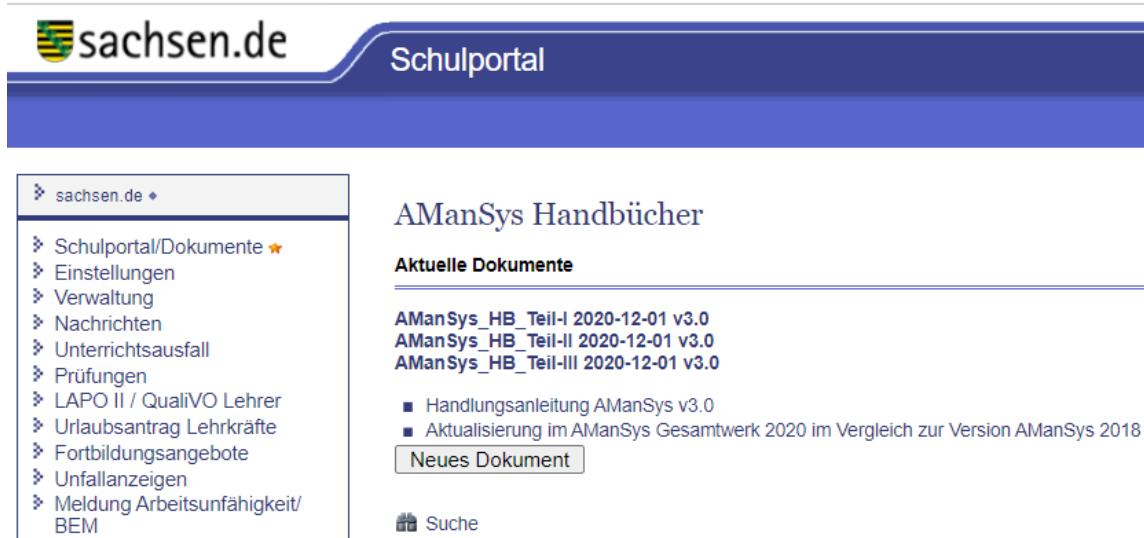 sachsen.de
Schulportal
sachsen.de
Schulportal/Dokumente
Einstellungen
Verwaltung
Nachrichten
Unterrichtsausfall
Prüfungen
LAPO II / QualiVO Lehrer
Urlaubsantrag Lehrkräfte
Fortbildungsangebote
Unfallanzeigen
Meldung Arbeitsunfähigkeit/
BEM
AManSys Handbücher
Aktuelle Dokumente
AManSys_HB_Teil-I 2020-12-01 v3.0
AManSys_HB_Teil-II 2020-12-01 v3.0
AManSys_HB_Teil-III 2020-12-01 v3.0
Handlungsanleitung AManSys v3.0
Aktualisierung im AManSys Gesamtwerk 2020 im Vergleich zur Version AManSys 2018
Neues Dokument
Suche